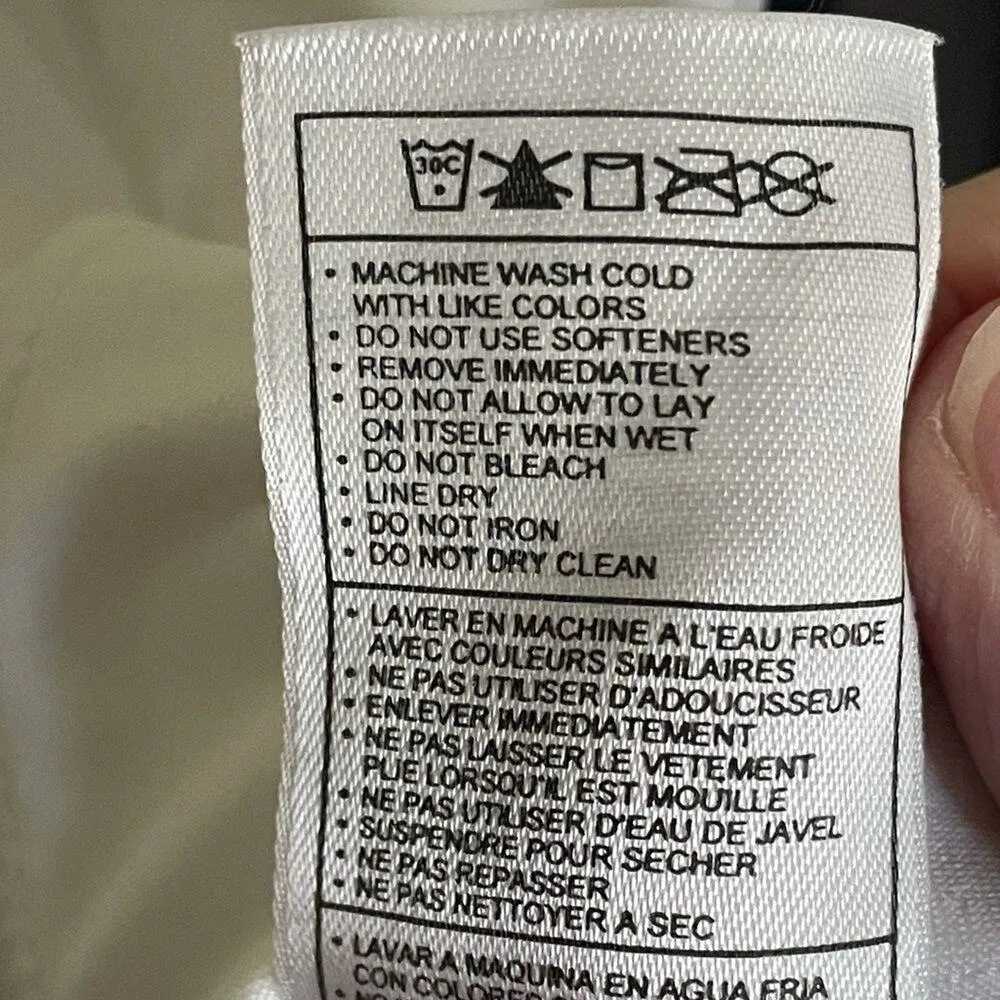 30C
• MACHINE WASH COLD
WITH LIKE COLORS
• DO NOT USE SOFTENERS
• REMOVE IMMEDIATELY
• DO NOT ALLOW TO LAY
ON ITSELF WHEN WET
• DO NOT BLEACH
• LINE DRY
• DO NOT IRON
• DO NOT DRY CLEAN
• LAVER EN MACHINE A L'EAU FROIDE
AVEC COULEURS SIMILAIRES
• NE PAS UTILISER D'ADOUCISSEUR
• ENLEVER IMMEDIATEMENT
• NE PAS LAISSER LE VETEMENT
PLIE LORSQU'IL EST MOUILLE
• NE PAS UTILISER D'EAU DE JAVEL
• SUSPENDRE POUR SECHER
• NE PAS REPASSER
• NE PAS NETTOYER A SEC
• LAVAR A MAQUINA EN AGUA FRIA
CON COLORES